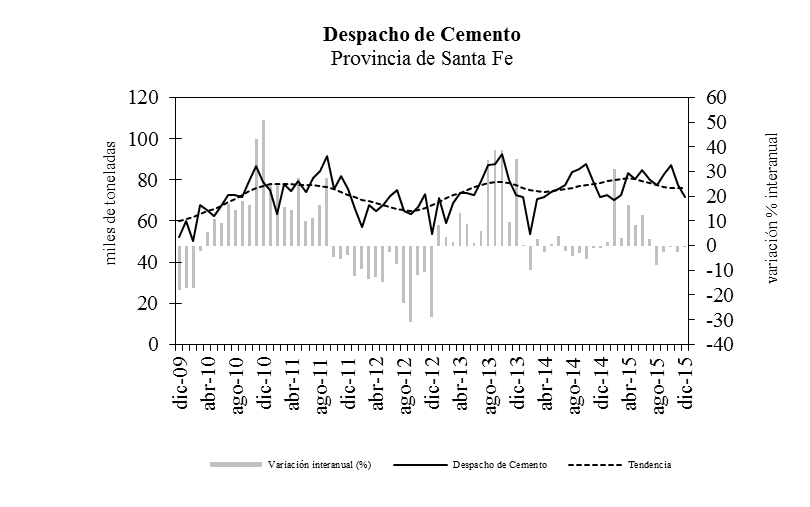 Despacho de Cemento
Provincia de Santa Fe
miles de toneladas
120
100
80
60
40
20
0
60
50
40
30
20
10
0
-10
-20
-30
-40
variación % interanual
dic-09
abr-10
ago-10
dic-10
abr-11
ago-11
dic-11
abr-12
ago-12
dic-12
abr-13
ago-13
dic-13
abr-14
ago-14
dic-14
abr-15
ago-15
dic-15
Variación interanual (%) Despacho de Cemento Tendencia